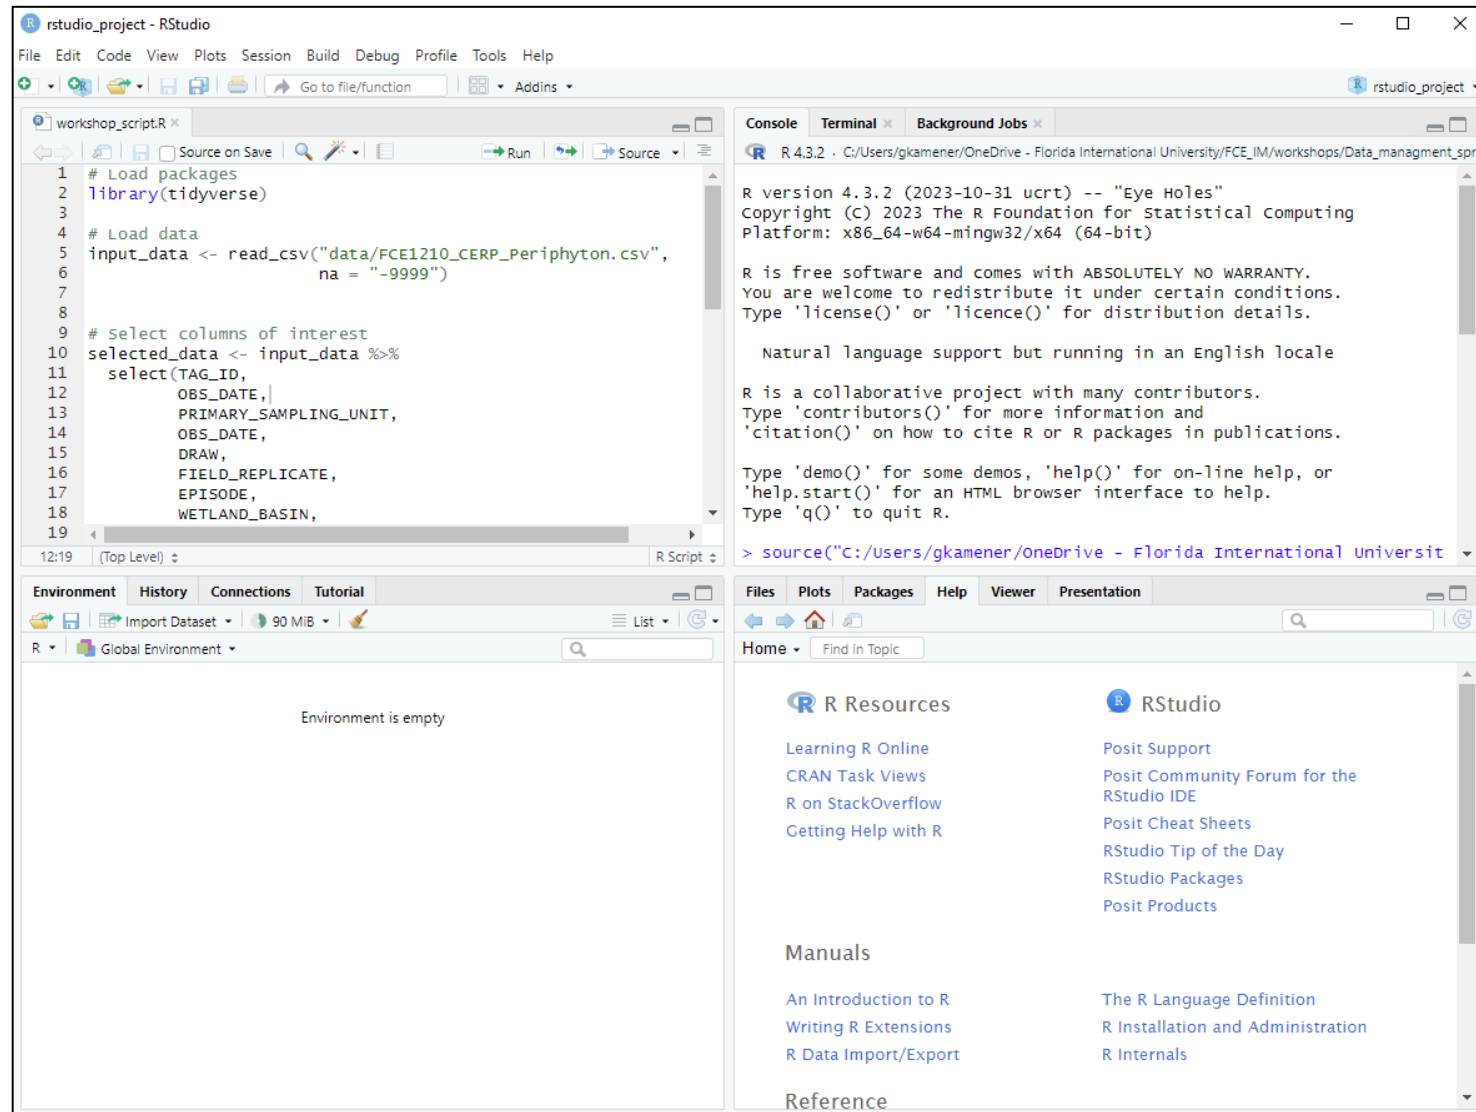 rstudio_project - RStudio
File Edit Code View Plots Session Build Debug Profile Tools Help
Go to file/function Addins rstudio_project
workshop_script.R
Source on Save Run Source
1 # Load packages
2 library(tidyverse)
3
4 # Load data
5 input_data <- read_csv("data/FCE1210_CERP_Periphyton.csv",
6 na = "-9999")
7
8
9 # Select columns of interest
10 selected_data <- input_data %>%
11 select(TAG_ID,
12 OBS_DATE,
13 PRIMARY_SAMPLING_UNIT,
14 OBS_DATE,
15 DRAW,
16 FIELD_REPLICATE,
17 EPISODE,
18 WETLAND_BASIN,
19
12:19 (Top Level) R Script
Console Terminal Background Jobs
R 4.3.2 · C:/Users/gkamener/OneDrive - Florida International University/FCE_IM/workshops/Data_managment_spr
R version 4.3.2 (2023-10-31 ucrt) -- "Eye Holes"
Copyright (C) 2023 The R Foundation for Statistical Computing
Platform: x86_64-w64-mingw32/x64 (64-bit)
R is free software and comes with ABSOLUTELY NO WARRANTY.
You are welcome to redistribute it under certain conditions.
Type 'license()' or 'licence()' for distribution details.
Natural language support but running in an English locale
R is a collaborative project with many contributors.
Type 'contributors()' for more information and
'citation()' on how to cite R or R packages in publications.
Type 'demo()' for some demos, 'help()' for on-line help, or
'help.start()' for an HTML browser interface to help.
Type 'q()' to quit R.
> source("C:/Users/gkamener/OneDrive - Florida International Universit
Environment History Connections Tutorial
Import Dataset 90 MiB List
R Global Environment
Environment is empty
Files Plots Packages Help Viewer Presentation
Home Find in Topic
R Resources
Learning R Online
CRAN Task Views
R on StackOverflow
Getting Help with R
RStudio
Posit Support
Posit Community Forum for the
RStudio IDE
Posit Cheat Sheets
RStudio Tip of the Day
RStudio Packages
Posit Products
Manuals
An Introduction to R
Writing R Extensions
R Data Import/Export
The R Language Definition
R Installation and Administration
R Internals
Reference